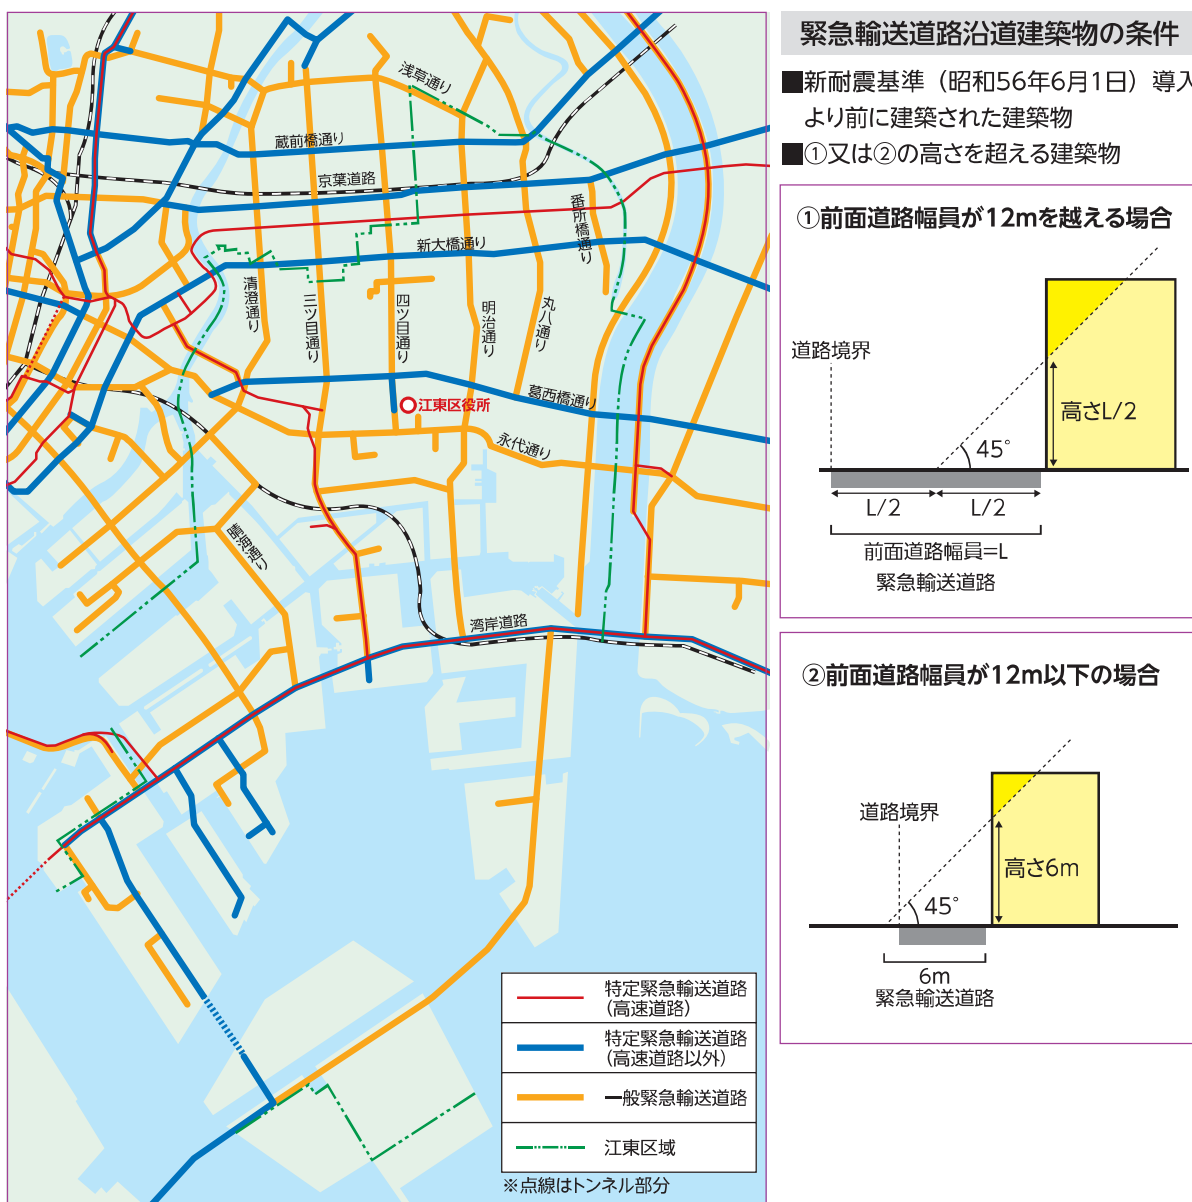 緊急輸送道路沿道建築物の条件
■新耐震基準（昭和56年6月1日）導入
より前に建築された建築物
■①又は②の高さを超える建築物
①前面道路幅員が12mを越える場合
道路境界
高さL/2
45°
L/2
L/2
前面道路幅員=L
緊急輸送道路
②前面道路幅員が12m以下の場合
道路境界
高さ6m
45°
6m
緊急輸送道路
浅草通り
蔵前橋通り
京葉道路
番所橋通り
新大橋通り
清澄通り
三ツ目通り
四ツ目通り
明治通り
丸八通り
葛西橋通り
江東区役所
永代通り
晴海通り
湾岸道路
特定緊急輸送道路
(高速道路)
特定緊急輸送道路
(高速道路以外)
一般緊急輸送道路
江東区域
※点線はトンネル部分